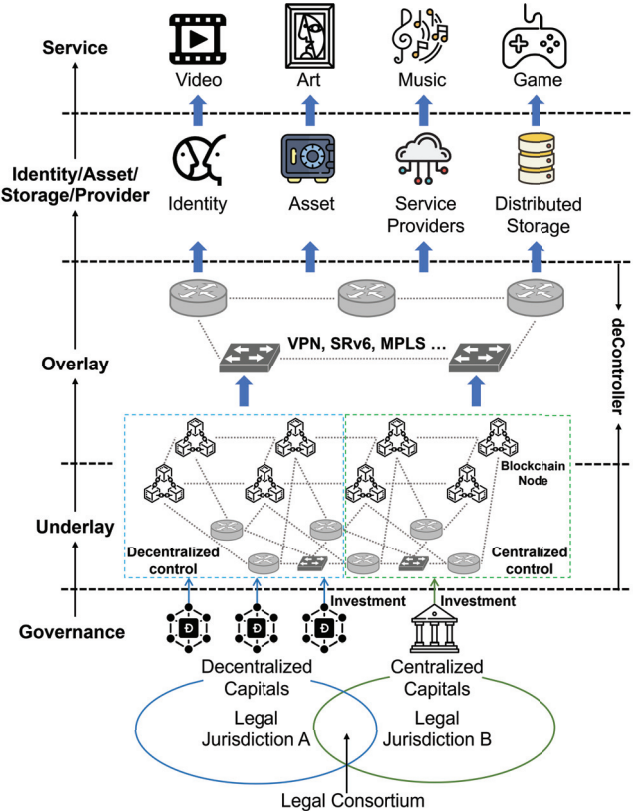 Service
Video
Art
Music
Game
Identity/Asset/
Storage/Provider
Identity
Asset
Service
Providers
Distributed
Storage
Overlay
VPN, SRv6, MPLS ...
deController
Blockchain
Node
Underlay
Decentralized
control
Centralized
control
Governance
Investment
Investment
Decentralized
Capitals
Centralized
Capitals
Legal
Jurisdiction A
Legal
Jurisdiction B
Legal Consortium